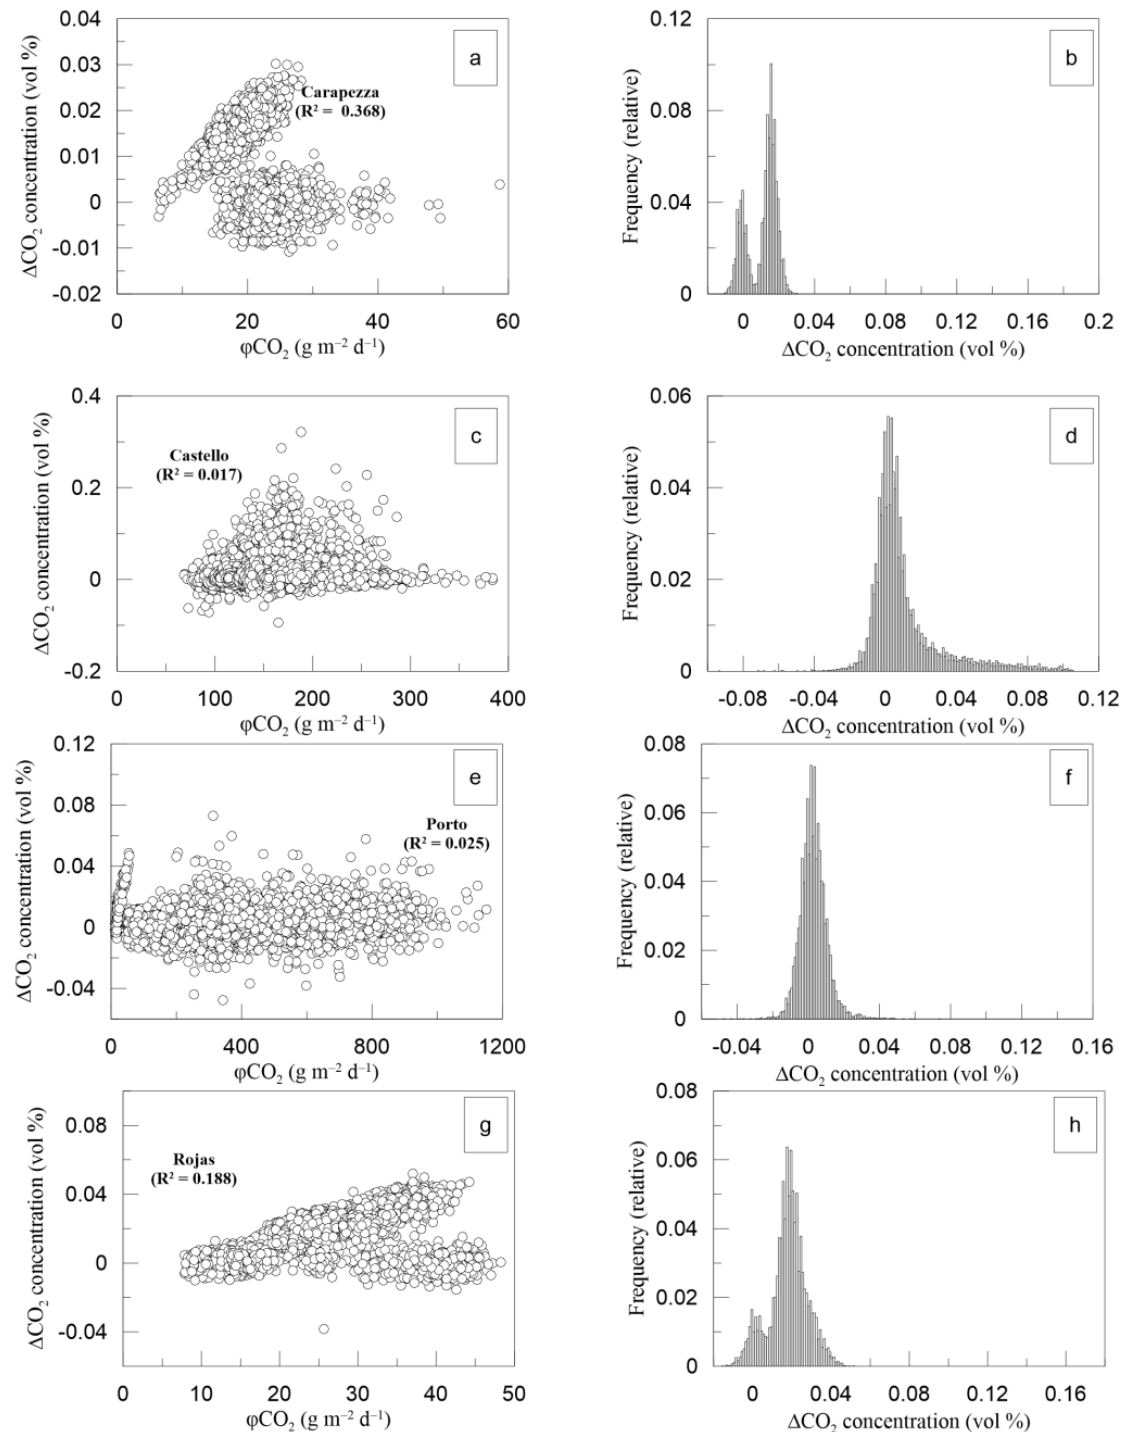 0.04
0.03
0.02
0.01
0
-0.01
-0.02
ΔCO₂ concentration (vol %)
a
Carapezza
(R² = 0.368)
0 20 40 60
φCO₂ (g m⁻² d⁻¹)
0.12
0.08
0.04
0
Frequency (relative)
b
0 0.04 0.08 0.12 0.16 0.2
ΔCO₂ concentration (vol %)
0.4
0.2
0
-0.2
ΔCO₂ concentration (vol %)
c
Castello
(R² = 0.017)
0 100 200 300 400
φCO₂ (g m⁻² d⁻¹)
0.06
0.04
0.02
0
Frequency (relative)
d
-0.08 -0.04 0 0.04 0.08 0.12
ΔCO₂ concentration (vol %)
0.12
0.08
0.04
0
-0.04
ΔCO₂ concentration (vol %)
e
Porto
(R² = 0.025)
0 400 800 1200
φCO₂ (g m⁻² d⁻¹)
0.08
0.06
0.04
0.02
0
Frequency (relative)
f
-0.04 0 0.04 0.08 0.12 0.16
ΔCO₂ concentration (vol %)
0.08
0.04
0
-0.04
ΔCO₂ concentration (vol %)
g
Rojas
(R² = 0.188)
0 10 20 30 40 50
φCO₂ (g m⁻² d⁻¹)
0.08
0.06
0.04
0.02
0
Frequency (relative)
h
0 0.04 0.08 0.12 0.16
ΔCO₂ concentration (vol %)